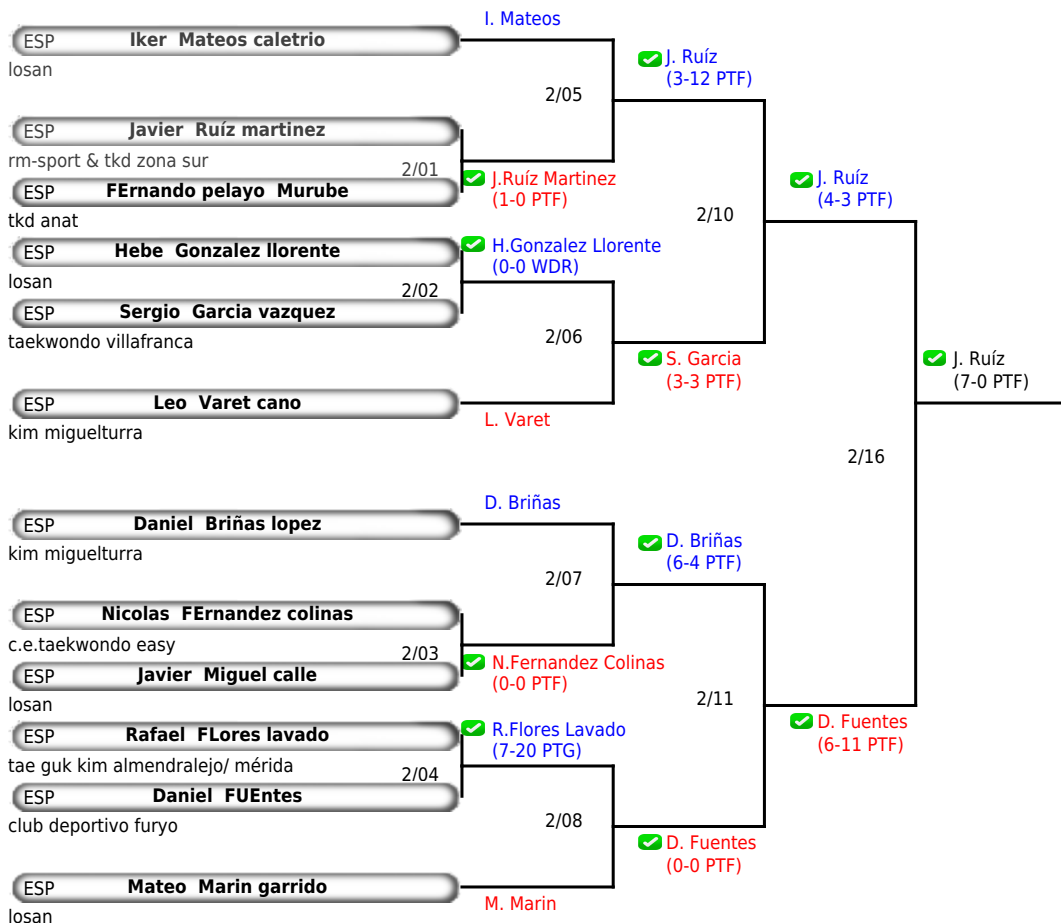 I. Mateos
ESP Iker Mateos caletrio
losan
J. Ruíz
(3-12 PTF)
2/05
ESP Javier Ruíz martinez
rm-sport & tkd zona sur
2/01
J.Ruíz Martinez
(1-0 PTF)
ESP FErnando pelayo Murube
tkd anat
J. Ruíz
(4-3 PTF)
2/10
ESP Hebe Gonzalez llorente
losan
H.Gonzalez Llorente
(0-0 WDR)
2/02
ESP Sergio Garcia vazquez
taekwondo villafranca
2/06
S. Garcia
(3-3 PTF)
J. Ruíz
(7-0 PTF)
ESP Leo Varet cano
kim miguelturra
L. Varet
2/16
D. Briñas
ESP Daniel Briñas lopez
kim miguelturra
D. Briñas
(6-4 PTF)
2/07
ESP Nicolas FErnandez colinas
c.e.taekwondo easy
2/03
N.Fernandez Colinas
(0-0 PTF)
ESP Javier Miguel calle
losan
2/11
D. Fuentes
(6-11 PTF)
ESP Rafael FLores lavado
tae guk kim almendralejo/ mérida
R.Flores Lavado
(7-20 PTG)
2/04
ESP Daniel FUEntes
club deportivo furyo
2/08
D. Fuentes
(0-0 PTF)
ESP Mateo Marin garrido
losan
M. Marin